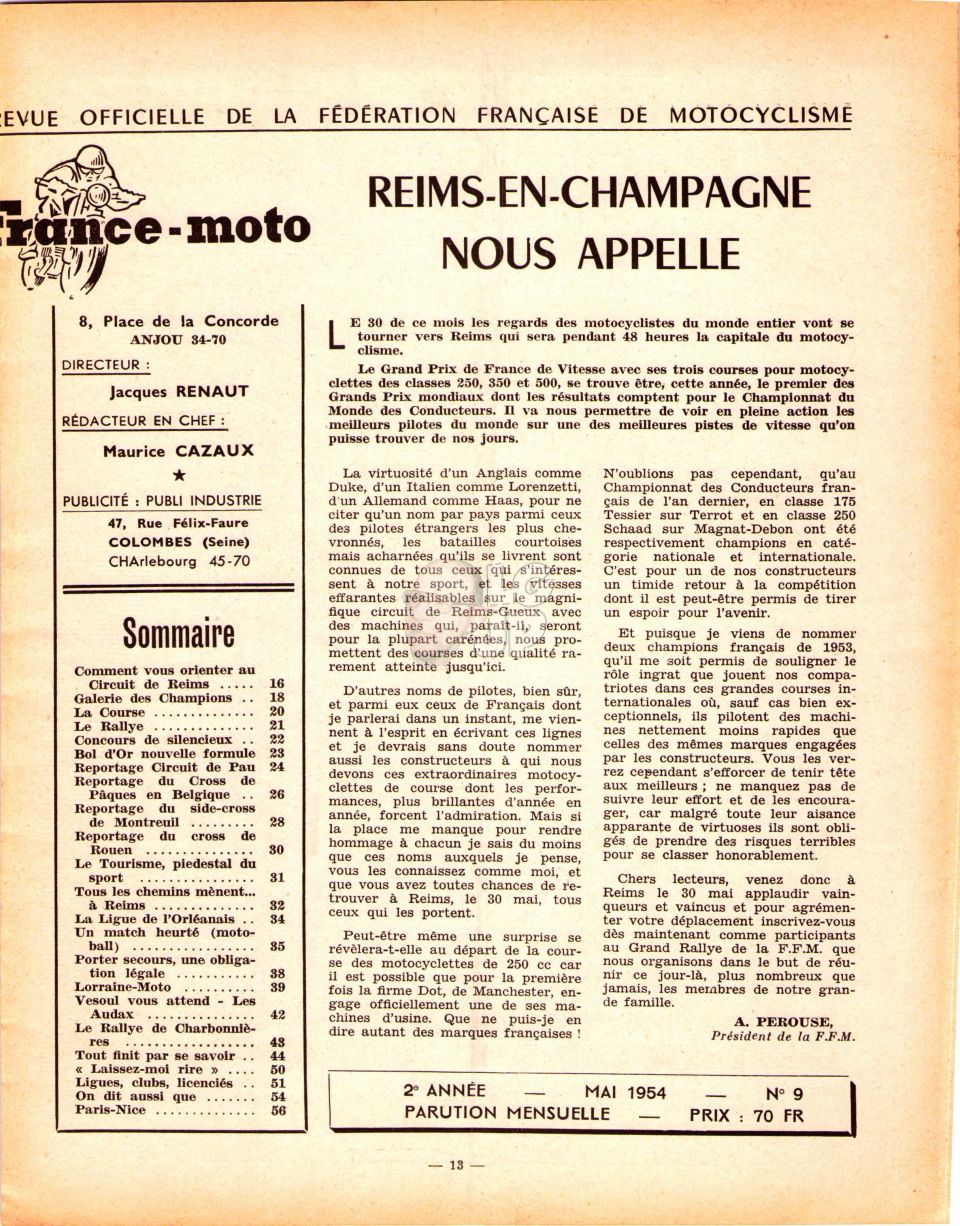 REVUE OFFICIELLE DE LA FÉDÉRATION FRANÇAISE DE MOTOCYCLISME
France-moto
REIMS-EN-CHAMPAGNE
NOUS APPELLE
8, Place de la Concorde
ANJOU 34-70
DIRECTEUR :
Jacques RENAUT
RÉDACTEUR EN CHEF :
Maurice CAZAUX
★
PUBLICITÉ : PUBLI INDUSTRIE
47, Rue Félix-Faure
COLOMBES (Seine)
CHArlebourg 45-70
Sommaire
Comment vous orienter au
Circuit de Reims ..... 16
Galerie des Champions .. 18
La Course .............. 20
Le Rallye .............. 21
Concours de silencieux .. 22
Bol d'Or nouvelle formule 23
Reportage Circuit de Pau 24
Reportage du Cross de
Pâques en Belgique .. 26
Reportage du side-cross
de Montreuil ......... 28
Reportage du cross de
Rouen ............... 30
Le Tourisme, piedestal du
sport ................ 31
Tous les chemins mènent...
à Reims .............. 32
La Ligue de l'Orléanais .. 34
Un match heurté (moto-
ball) ................. 35
Porter secours, une obliga-
tion légale ........... 38
Lorraine-Moto .......... 39
Vesoul vous attend - Les
Audax ............... 42
Le Rallye de Charbonniè-
res .................. 43
Tout finit par se savoir .. 44
« Laissez-moi rire » .... 50
Ligues, clubs, licenciés .. 51
On dit aussi que ....... 54
Paris-Nice .............. 56
LE 30 de ce mois les regards des motocyclistes du monde entier vont se
tourner vers Reims qui sera pendant 48 heures la capitale du motocy-
clisme.
Le Grand Prix de France de Vitesse avec ses trois courses pour motocy-
clettes des classes 250, 350 et 500, se trouve être, cette année, le premier des
Grands Prix mondiaux dont les résultats comptent pour le Championnat du
Monde des Conducteurs. Il va nous permettre de voir en pleine action les
meilleurs pilotes du monde sur une des meilleures pistes de vitesse qu'on
puisse trouver de nos jours.
La virtuosité d'un Anglais comme
Duke, d'un Italien comme Lorenzetti,
d'un Allemand comme Haas, pour ne
citer qu'un nom par pays parmi ceux
des pilotes étrangers les plus che-
vronnés, les batailles courtoises
mais acharnées qu'ils se livrent sont
connues de tous ceux qui s'intéres-
sent à notre sport, et les vitesses
effarantes réalisables sur le magni-
fique circuit de Reims-Gueux avec
des machines qui, paraît-il, seront
pour la plupart carénées, nous pro-
mettent des courses d'une qualité ra-
rement atteinte jusqu'ici.
D'autres noms de pilotes, bien sûr,
et parmi eux ceux de Français dont
je parlerai dans un instant, me vien-
nent à l'esprit en écrivant ces lignes
et je devrais sans doute nommer
aussi les constructeurs à qui nous
devons ces extraordinaires motocy-
clettes de course dont les perfor-
mances, plus brillantes d'année en
année, forcent l'admiration. Mais si
la place me manque pour rendre
hommage à chacun je sais du moins
que ces noms auxquels je pense,
vous les connaissez comme moi, et
que vous avez toutes chances de re-
trouver à Reims, le 30 mai, tous
ceux qui les portent.
Peut-être même une surprise se
révèlera-t-elle au départ de la cour-
se des motocyclettes de 250 cc car
il est possible que pour la première
fois la firme Dot, de Manchester, en-
gage officiellement une de ses ma-
chines d'usine. Que ne puis-je en
dire autant des marques françaises !
N'oublions pas cependant, qu'au
Championnat des Conducteurs fran-
çais de l'an dernier, en classe 175
Tessier sur Terrot et en classe 250
Schaad sur Magnat-Debon ont été
respectivement champions en caté-
gorie nationale et internationale.
C'est pour un de nos constructeurs
un timide retour à la compétition
dont il est peut-être permis de tirer
un espoir pour l'avenir.
Et puisque je viens de nommer
deux champions français de 1953,
qu'il me soit permis de souligner le
rôle ingrat que jouent nos compa-
triotes dans ces grandes courses in-
ternationales où, sauf cas bien ex-
ceptionnels, ils pilotent des machi-
nes nettement moins rapides que
celles des mêmes marques engagées
par les constructeurs. Vous les ver-
rez cependant s'efforcer de tenir tête
aux meilleurs ; ne manquez pas de
suivre leur effort et de les encoura-
ger, car malgré toute leur aisance
apparante de virtuoses ils sont obli-
gés de prendre des risques terribles
pour se classer honorablement.
Chers lecteurs, venez donc à
Reims le 30 mai applaudir vain-
queurs et vaincus et pour agrémen-
ter votre déplacement inscrivez-vous
dès maintenant comme participants
au Grand Rallye de la F.F.M. que
nous organisons dans le but de réu-
nir ce jour-là, plus nombreux que
jamais, les membres de notre gran-
de famille.
A. PEROUSE,
Président de la F.F.M.
2e ANNÉE — MAI 1954 — No 9
PARUTION MENSUELLE — PRIX : 70 FR
— 13 —